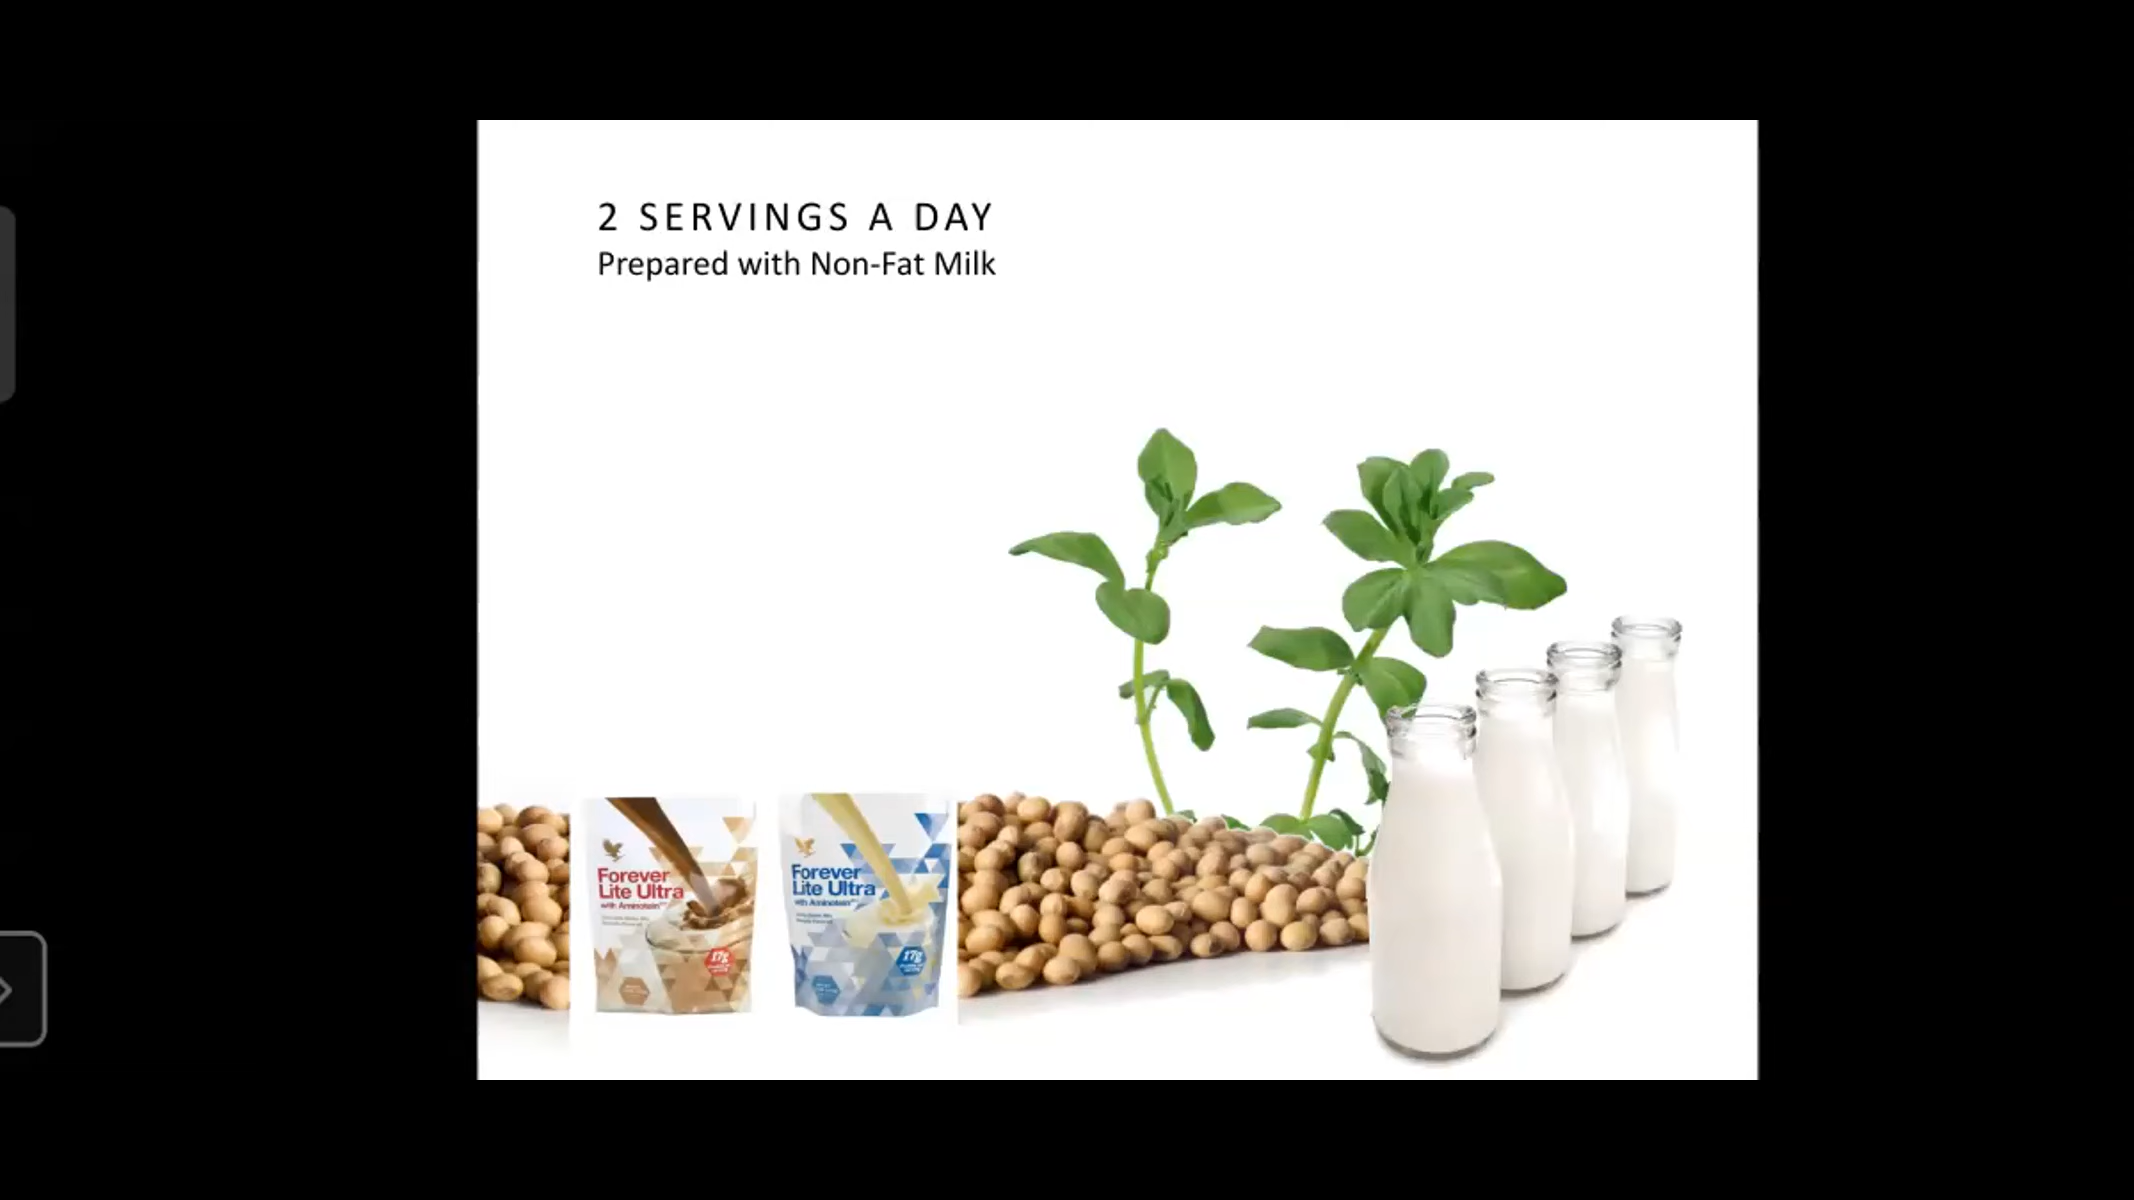 2 SERVINGS A DAY
Prepared with Non-Fat Milk
Forever
Lite Ultra
with Aminotein
17g
Forever
Lite Ultra
with Aminotein
17g